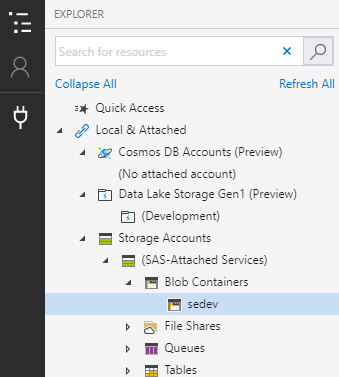 EXPLORER
Search for resources
Collapse All Refresh All
Quick Access
Local & Attached
Cosmos DB Accounts (Preview)
(No attached account)
Data Lake Storage Gen1 (Preview)
(Development)
Storage Accounts
(SAS-Attached Services)
Blob Containers
sedev
File Shares
Queues
Tables